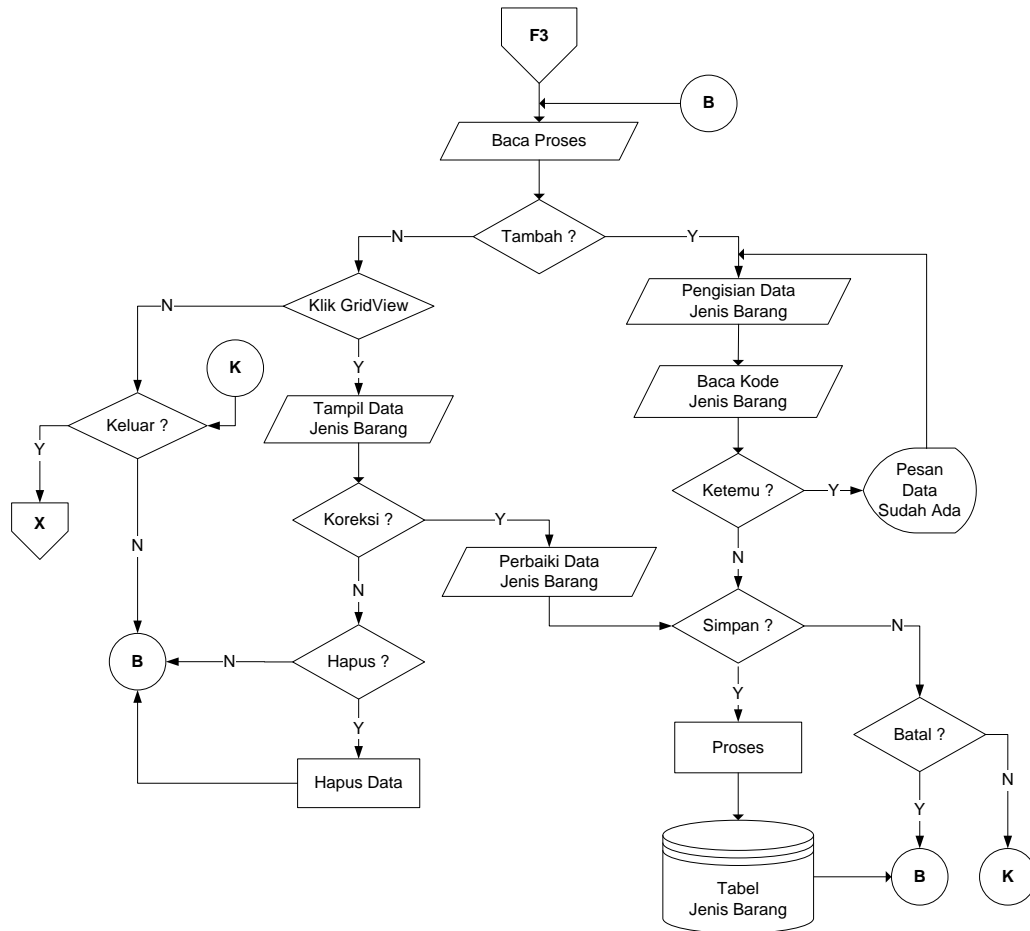 F3
B
Baca Proses
Tambah ?
N
Y
Klik GridView
N
Y
Pengisian Data
Jenis Barang
K
Baca Kode
Jenis Barang
Tampil Data
Jenis Barang
Keluar ?
Y
N
X
Ketemu ?
Y
N
Pesan
Data
Sudah Ada
Koreksi ?
Y
N
Perbaiki Data
Jenis Barang
Simpan ?
N
Y
Hapus ?
N
Y
B
Hapus Data
Proses
Batal ?
N
Y
Tabel
Jenis Barang
B
K